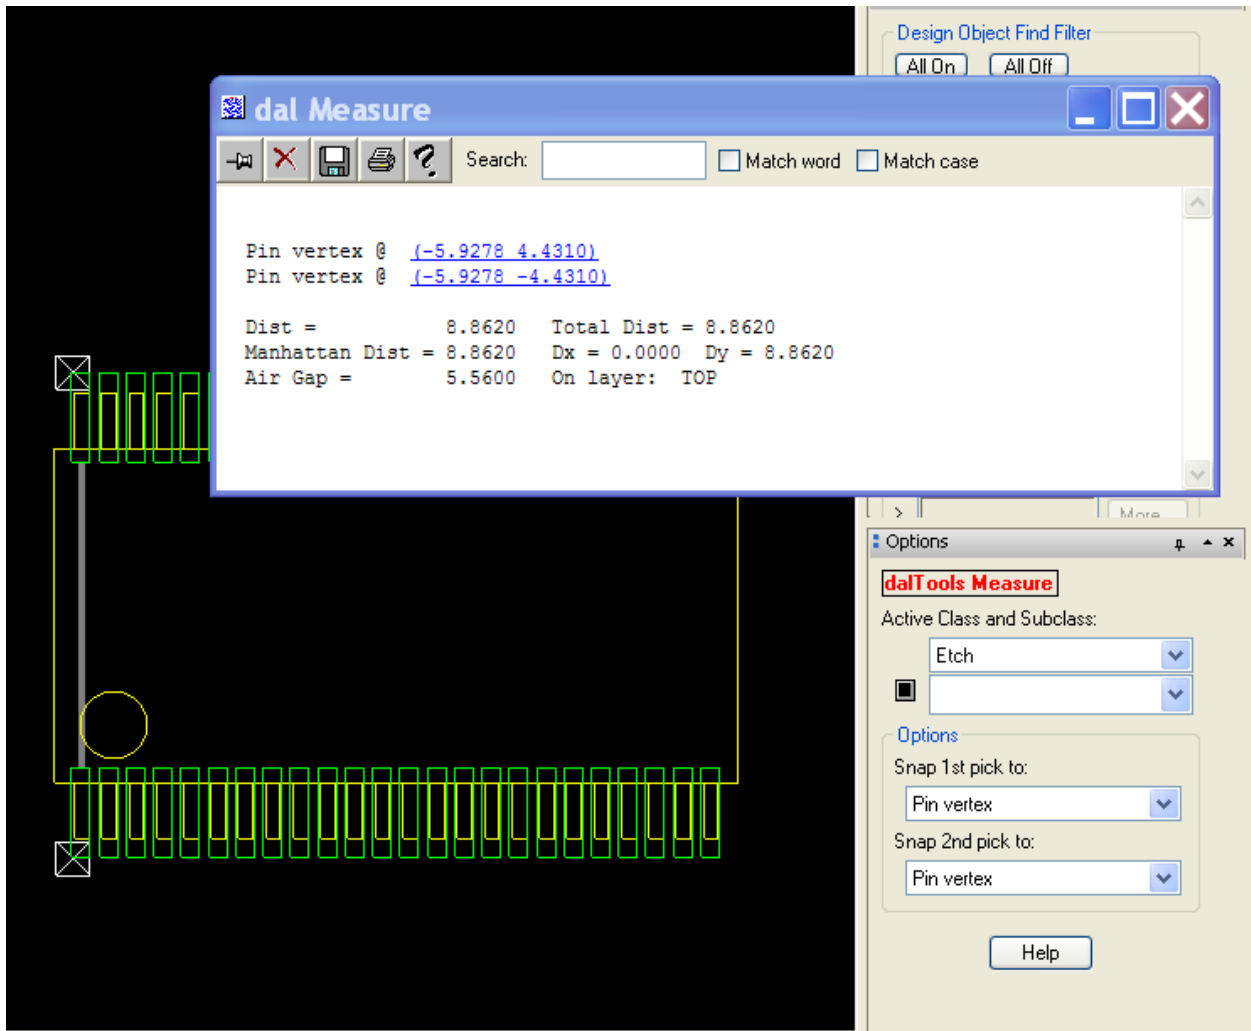 Design Object Find Filter
All On All Off
dal Measure
Search: Match word Match case
Pin vertex @ (-5.9278 4.4310)
Pin vertex @ (-5.9278 -4.4310)
Dist = 8.8620 Total Dist = 8.8620
Manhattan Dist = 8.8620 Dx = 0.0000 Dy = 8.8620
Air Gap = 5.5600 On layer: TOP
> More...
Options
dalTools Measure
Active Class and Subclass:
Etch
Options
Snap 1st pick to:
Pin vertex
Snap 2nd pick to:
Pin vertex
Help